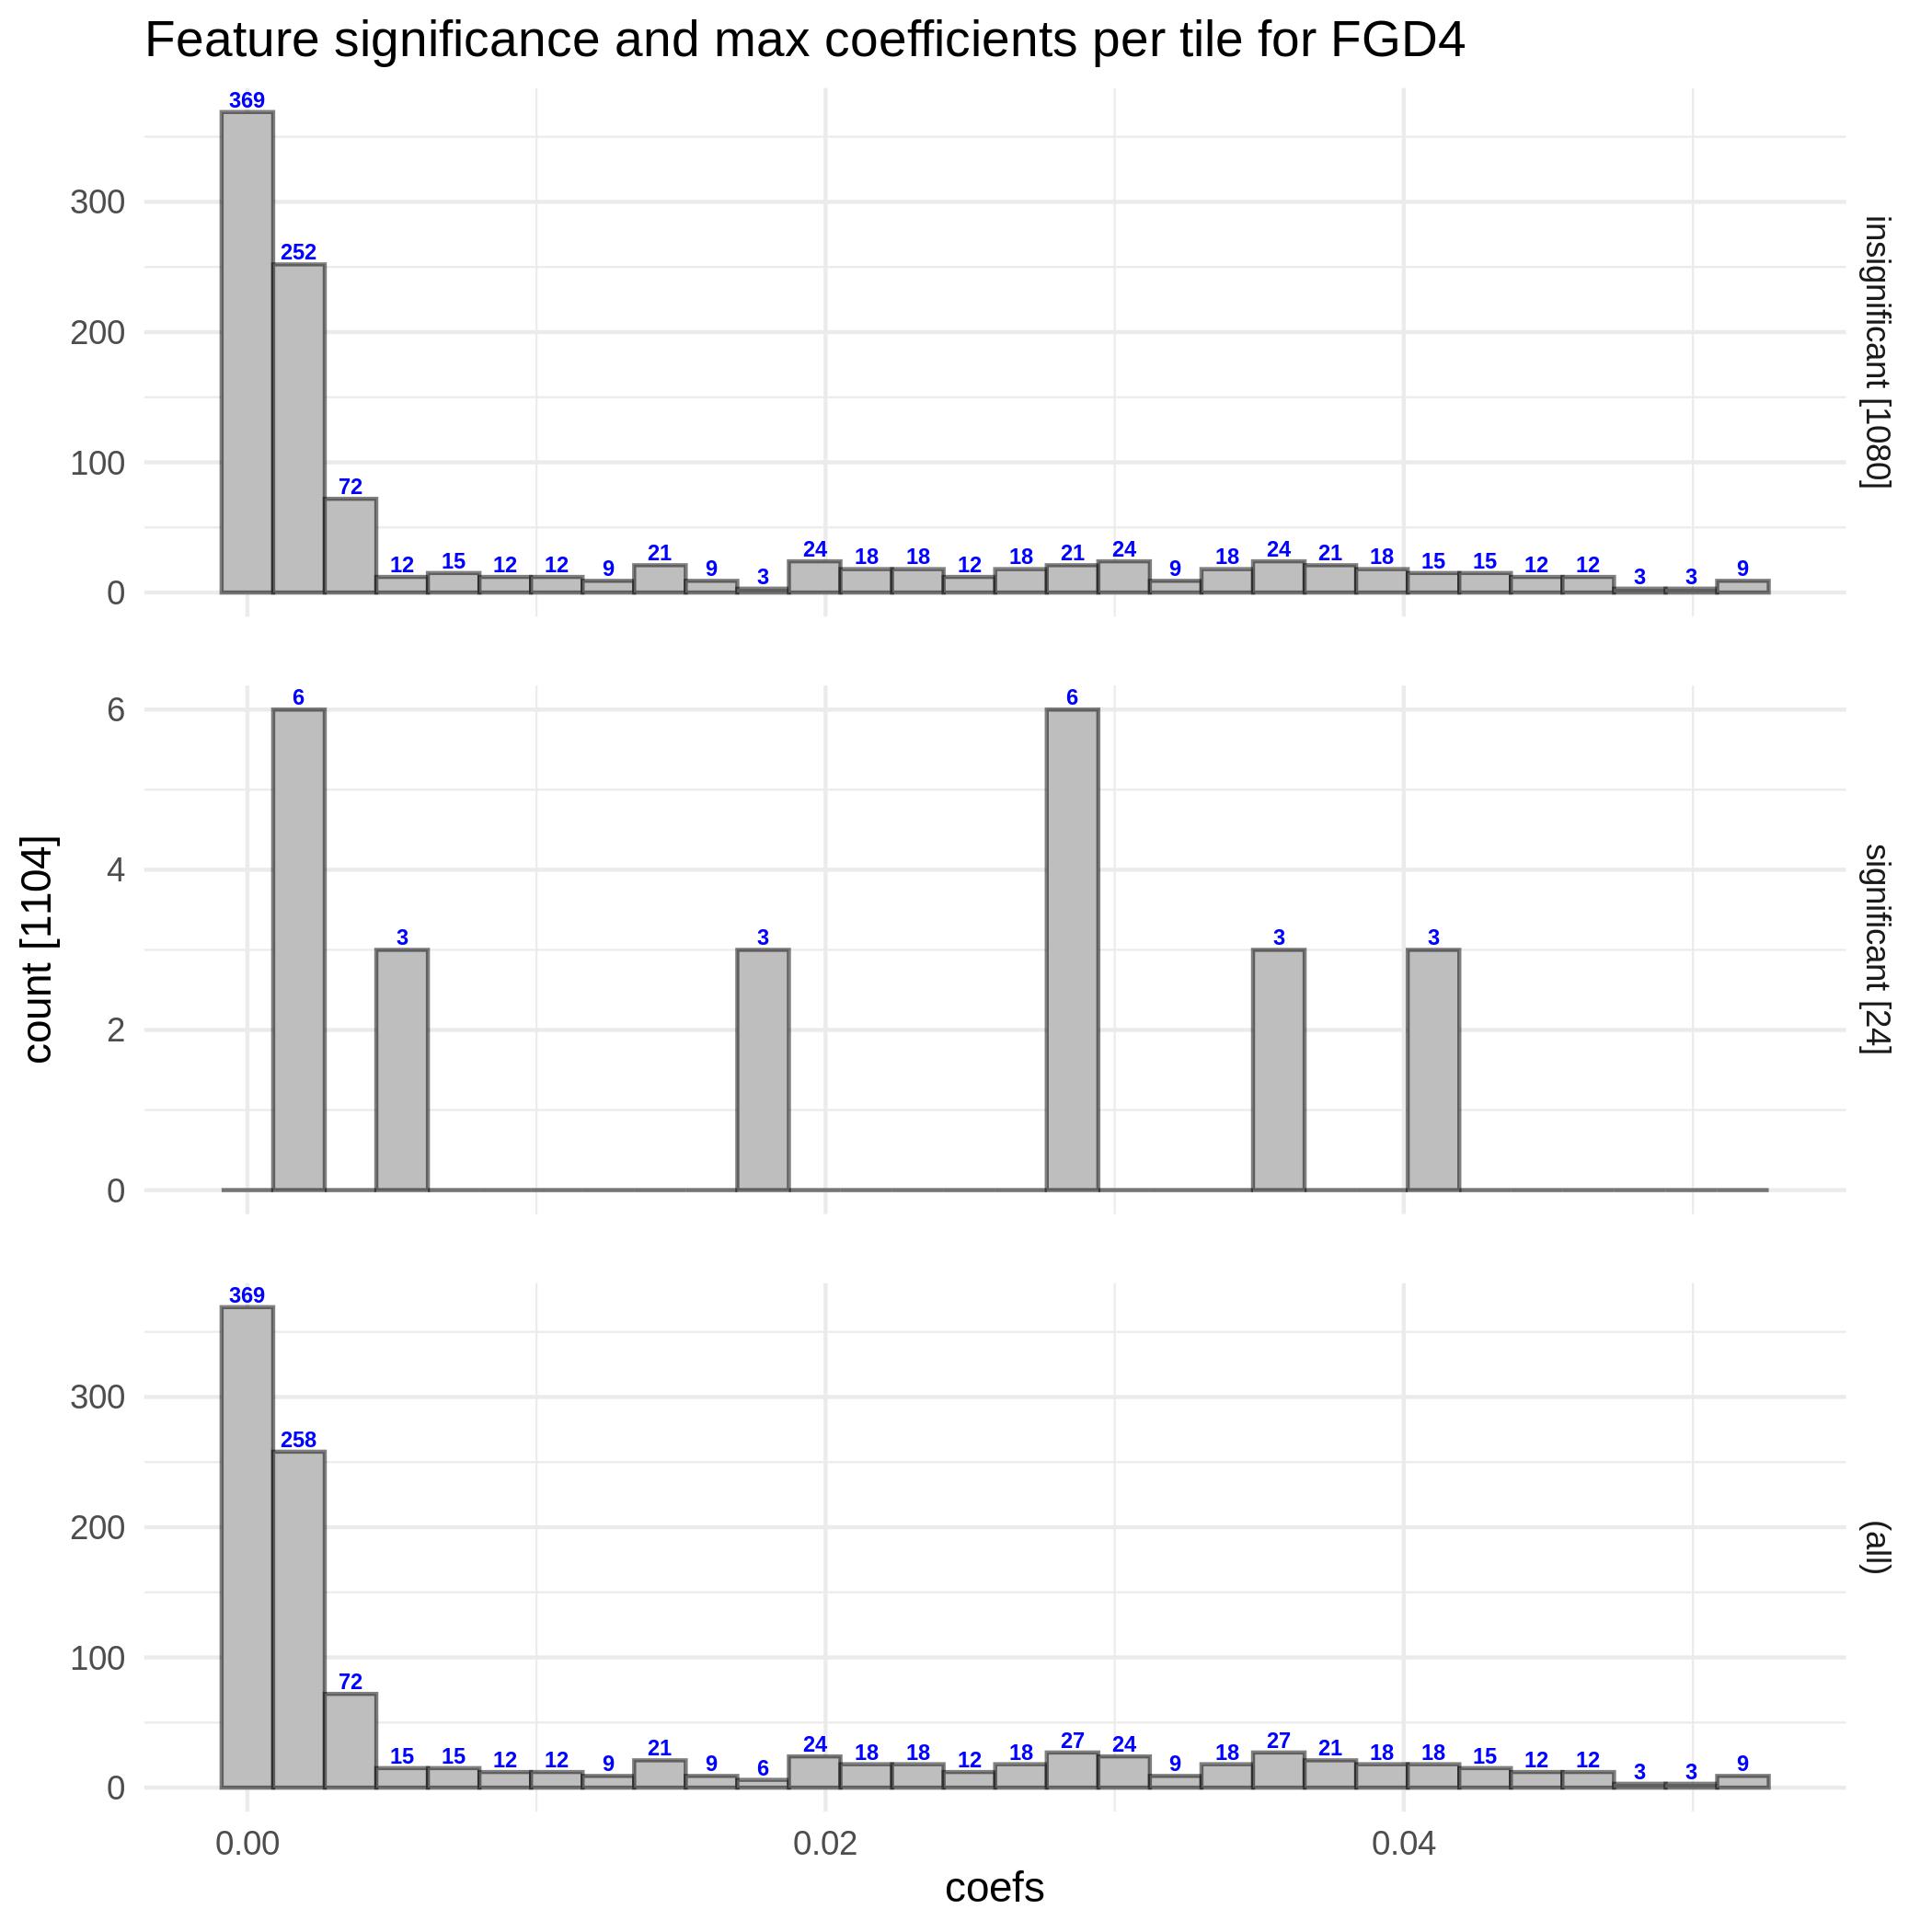 Feature significance and max coefficients per tile for FGD4
369
252
72
12 15 12 12 9 21 9 3 24 18 18 12 18 21 24 9 18 24 21 18 15 15 12 12 3 3 9
300
200
100
0
insignificant [1080]
6 6
3 3 3 3
6
4
2
0
significant [24]
count [1104]
369
258
72
15 15 12 12 9 21 9 6 24 18 18 12 18 27 24 9 18 27 21 18 18 15 12 12 3 3 9
300
200
100
0
(all)
0.00 0.02 0.04
coefs